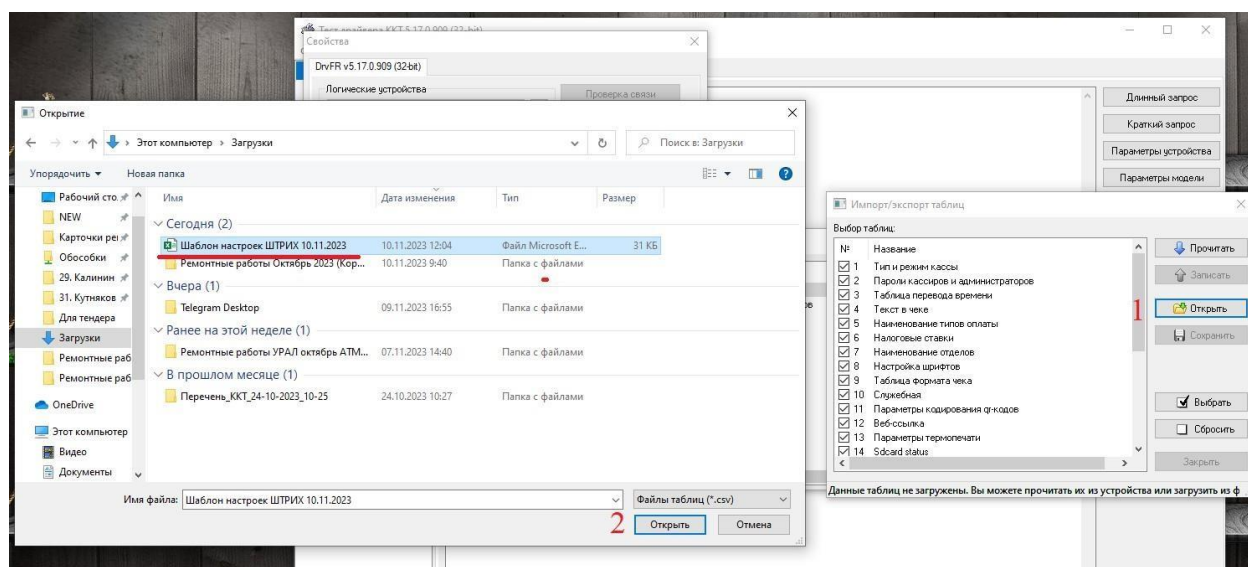 Тест драйвера ККТ 5.17.0.909 (32-bit)
Свойства
DrvFR v5.17.0.909 (32-bit)
Логические устройства
Проверка связи
Длинный запрос
Краткий запрос
Параметры устройства
Параметры модели
Открытие
Этот компьютер › Загрузки
Поиск в: Загрузки
Упорядочить
Новая папка
Рабочий сто.
NEW
Карточки рег
Обособки
29. Калинин
31. Кутняков
Для тендера
Загрузки
Ремонтные раб
Ремонтные раб
OneDrive
Этот компьютер
Видео
Документы
Имя Дата изменения Тип Размер
Сегодня (2)
Шаблон настроек ШТРИХ 10.11.2023 10.11.2023 12:04 Файл Microsoft E... 31 КБ
Ремонтные работы Октябрь 2023 (Кор... 10.11.2023 9:40 Папка с файлами
Вчера (1)
Telegram Desktop 09.11.2023 16:55 Папка с файлами
Ранее на этой неделе (1)
Ремонтные работы УРАЛ октябрь АТМ... 07.11.2023 14:40 Папка с файлами
В прошлом месяце (1)
Перечень_ККТ_24-10-2023_10-25 24.10.2023 10:27 Папка с файлами
Имя файла: Шаблон настроек ШТРИХ 10.11.2023
Файлы таблиц (*.csv)
2
Открыть
Отмена
Импорт/экспорт таблиц
Выбор таблиц:
№ Название
1 Тип и режим кассы
2 Пароли кассиров и администраторов
3 Таблица перевода времени
4 Текст в чеке
5 Наименование типов оплаты
6 Налоговые ставки
7 Наименование отделов
8 Настройка шрифтов
9 Таблица формата чека
10 Служебная
11 Параметры кодирования qr-кодов
12 Веб-ссылка
13 Параметры термопечати
14 Sdcard status
Прочитать
Записать
1
Открыть
Сохранить
Выбрать
Сбросить
Закрыть
Данные таблиц не загружены. Вы можете прочитать их из устройства или загрузить из ф